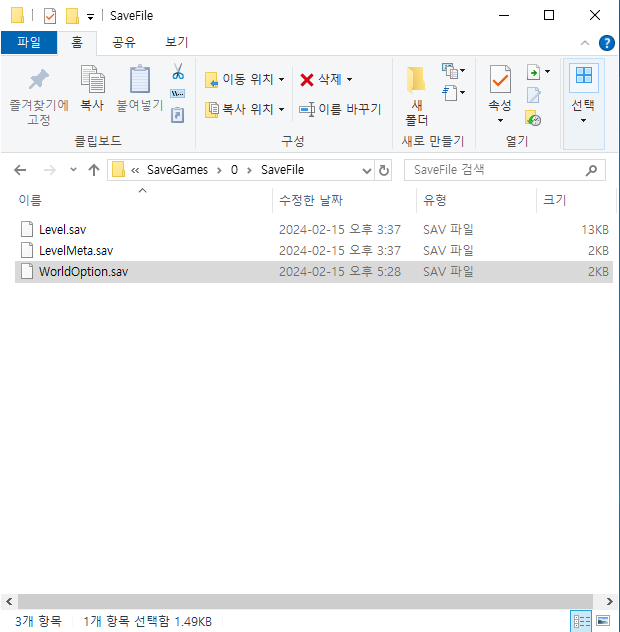 SaveFile
파일 홈 공유 보기
즐겨찾기에
고정
복사
붙여넣기
이동 위치
복사 위치
삭제
이름 바꾸기
새
폴더
속성
선택
클립보드 구성 새로 만들기 열기
« SaveGames › 0 › SaveFile
SaveFile 검색
이름 수정한 날짜 유형 크기
Level.sav 2024-02-15 오후 3:37 SAV 파일 13KB
LevelMeta.sav 2024-02-15 오후 3:37 SAV 파일 2KB
WorldOption.sav 2024-02-15 오후 5:28 SAV 파일 2KB
3개 항목 1개 항목 선택함 1.49KB